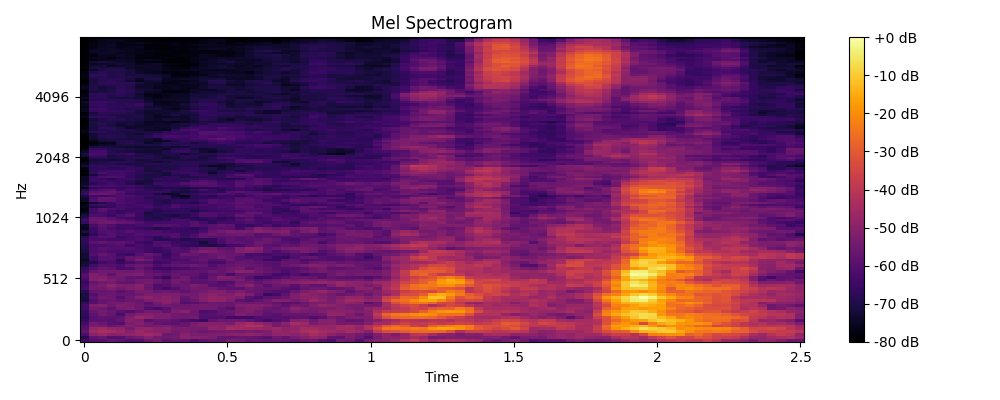 Mel Spectrogram
+0 dB
-10 dB
-20 dB
-30 dB
-40 dB
-50 dB
-60 dB
-70 dB
-80 dB
4096
2048
1024
512
0
Hz
0
0.5
1
1.5
2
2.5
Time